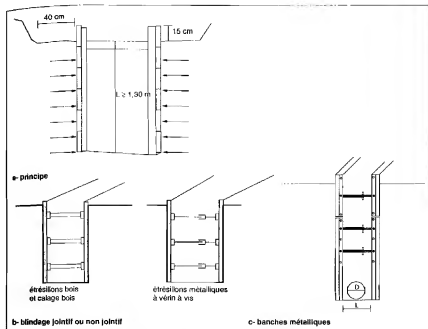 40 cm
15 cm
L ≥ 1,30 m
a- principe
étrésillons bois
et calage bois
étrésillons métalliques
à vérin à vis
D
L
b- blindage jointif ou non jointif
c- banches métalliques